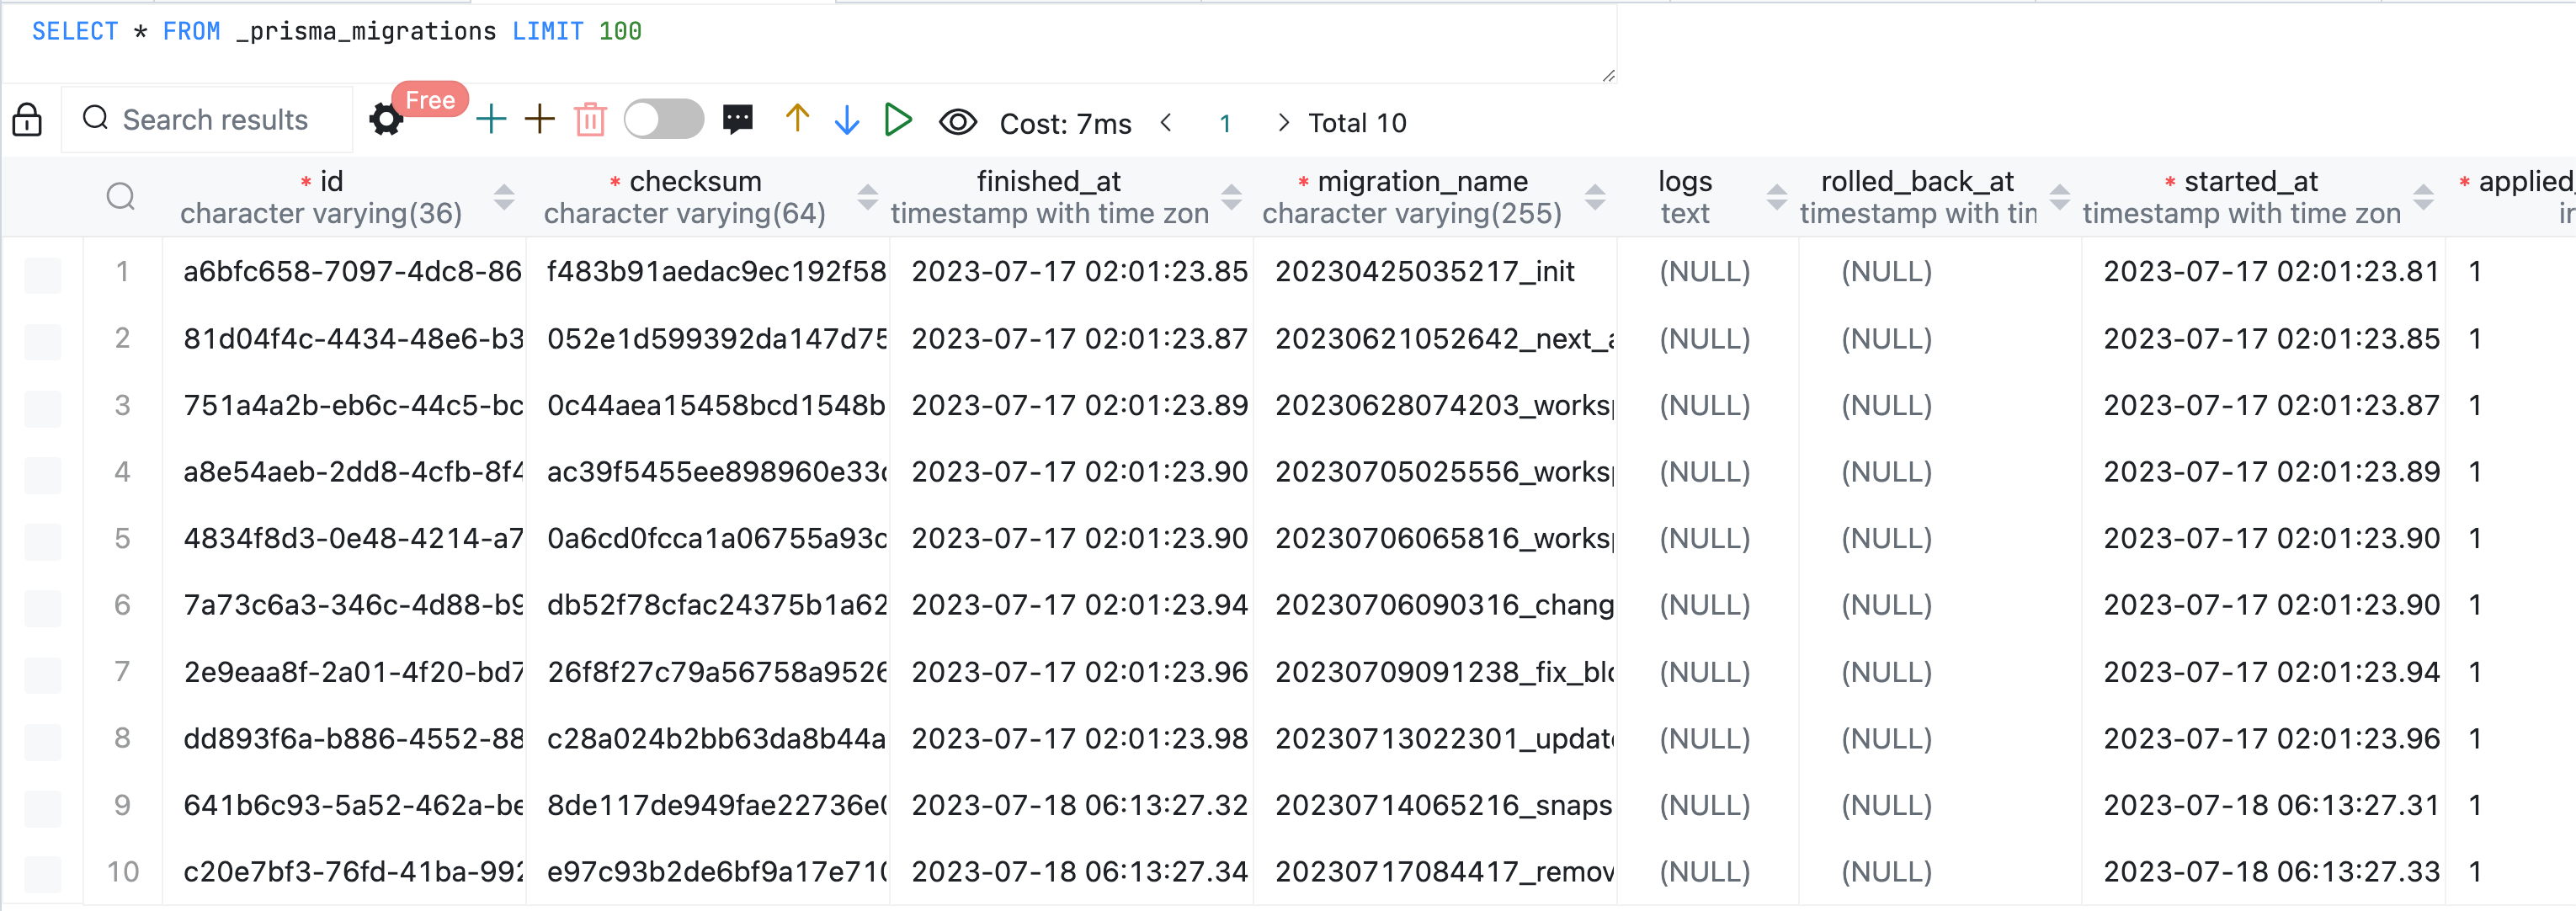 SELECT * FROM _prisma_migrations LIMIT 100
Free
Search results
Cost: 7ms
1
Total 10
* id * checksum finished_at * migration_name logs rolled_back_at * started_at * applied_
character varying(36) character varying(64) timestamp with time zon character varying(255) text timestamp with tin timestamp with time zon in
1 a6bfc658-7097-4dc8-86 f483b91aedac9ec192f58 2023-07-17 02:01:23.85 20230425035217_init (NULL) (NULL) 2023-07-17 02:01:23.81 1
2 81d04f4c-4434-48e6-b3 052e1d599392da147d75 2023-07-17 02:01:23.87 20230621052642_next_a (NULL) (NULL) 2023-07-17 02:01:23.85 1
3 751a4a2b-eb6c-44c5-bc 0c44aea15458bcd1548b 2023-07-17 02:01:23.89 20230628074203_worksp (NULL) (NULL) 2023-07-17 02:01:23.87 1
4 a8e54aeb-2dd8-4cfb-8f4 ac39f5455ee898960e33c 2023-07-17 02:01:23.90 20230705025556_worksp (NULL) (NULL) 2023-07-17 02:01:23.89 1
5 4834f8d3-0e48-4214-a7 0a6cd0fcca1a06755a93c 2023-07-17 02:01:23.90 20230706065816_worksp (NULL) (NULL) 2023-07-17 02:01:23.90 1
6 7a73c6a3-346c-4d88-b9 db52f78cfac24375b1a62 2023-07-17 02:01:23.94 20230706090316_chang (NULL) (NULL) 2023-07-17 02:01:23.90 1
7 2e9eaa8f-2a01-4f20-bd7 26f8f27c79a56758a9526 2023-07-17 02:01:23.96 20230709091238_fix_blo (NULL) (NULL) 2023-07-17 02:01:23.94 1
8 dd893f6a-b886-4552-88 c28a024b2bb63da8b44a 2023-07-17 02:01:23.98 20230713022301_update (NULL) (NULL) 2023-07-17 02:01:23.96 1
9 641b6c93-5a52-462a-be 8de117de949fae22736e0 2023-07-18 06:13:27.32 20230714065216_snaps (NULL) (NULL) 2023-07-18 06:13:27.31 1
10 c20e7bf3-76fd-41ba-992 e97c93b2de6bf9a17e710 2023-07-18 06:13:27.34 20230717084417_remov (NULL) (NULL) 2023-07-18 06:13:27.33 1